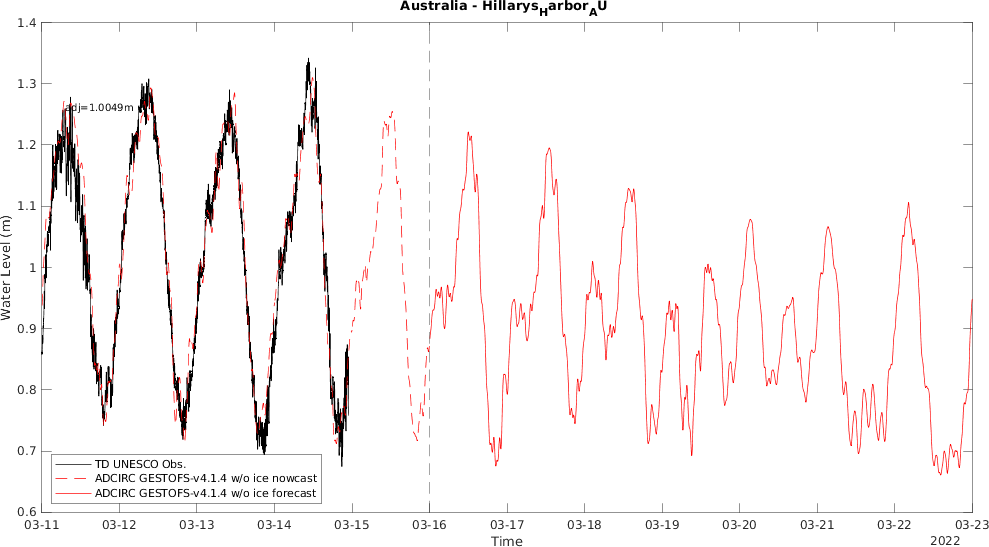 Australia - HillarysHarborAU
1.4
1.3
adj=1.0049m
1.2
1.1
1
0.9
0.8
0.7
0.6
Water Level (m)
TD UNESCO Obs.
ADCIRC GESTOFS-v4.1.4 w/o ice nowcast
ADCIRC GESTOFS-v4.1.4 w/o ice forecast
03-11 03-12 03-13 03-14 03-15 03-16 03-17 03-18 03-19 03-20 03-21 03-22 03-23
Time
2022